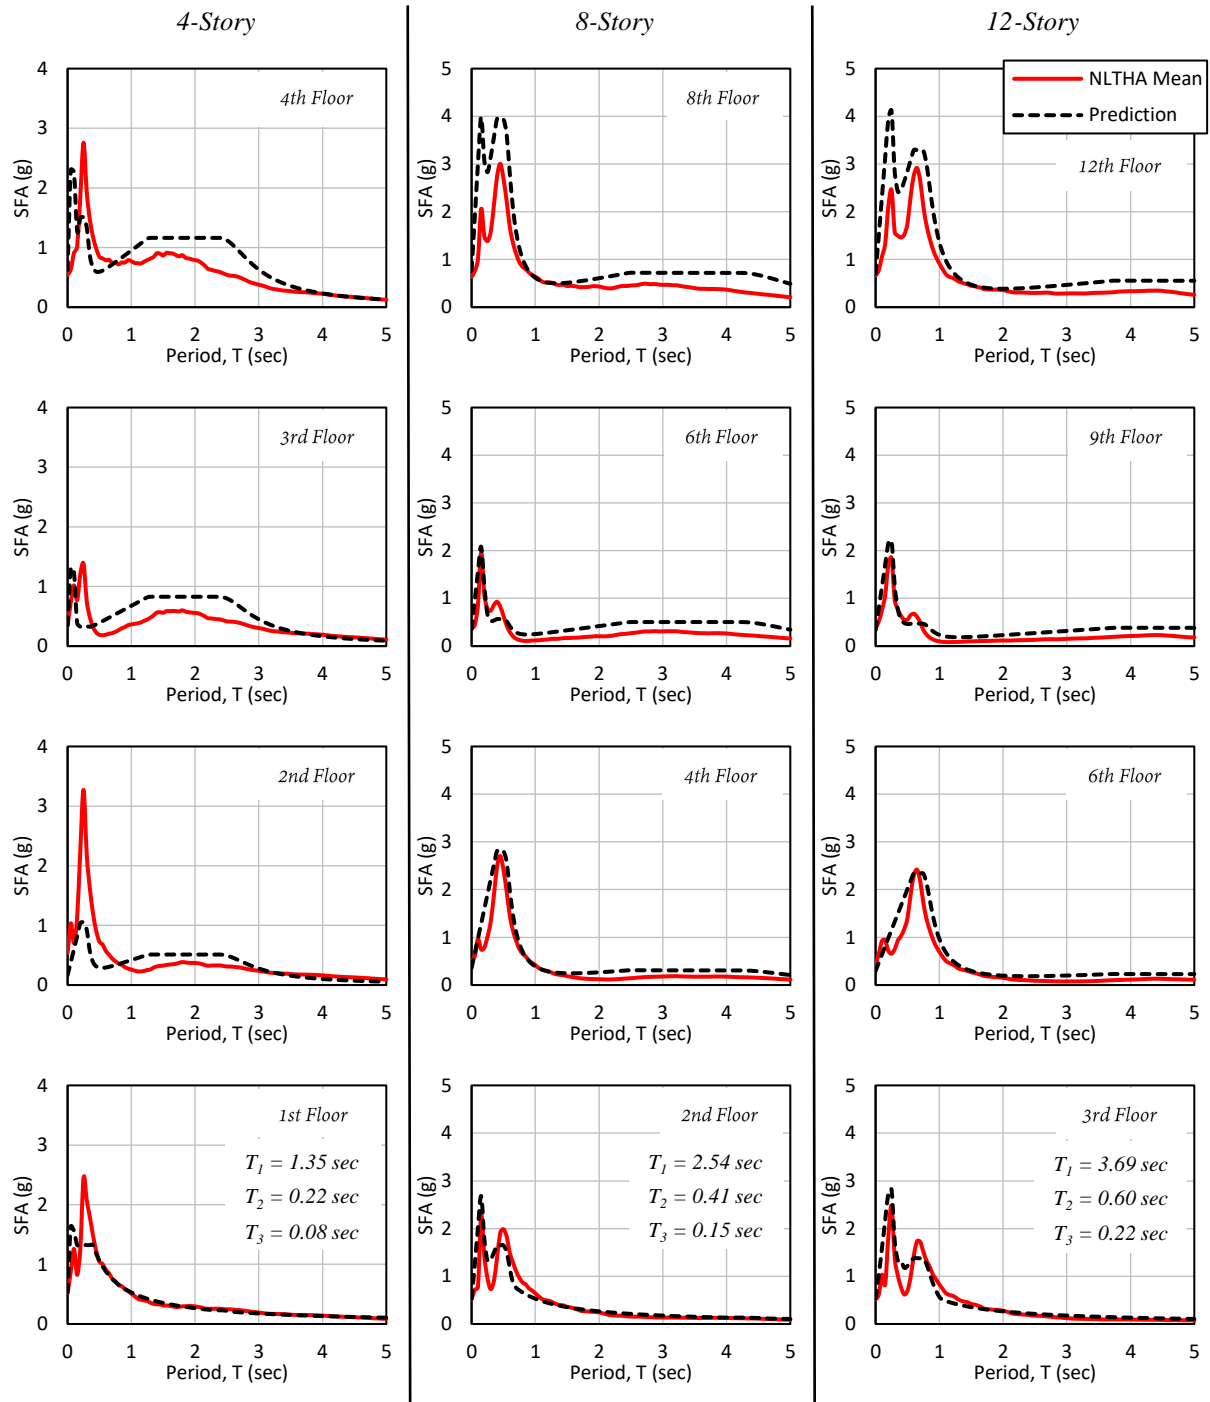 4-Story
8-Story
12-Story
4
3
2
1
0
SFA (g)
4th Floor
0 1 2 3 4 5
Period, T (sec)
5
4
3
2
1
0
SFA (g)
8th Floor
0 1 2 3 4 5
Period, T (sec)
5
4
3
2
1
0
SFA (g)
NLTHA Mean
Prediction
12th Floor
0 1 2 3 4 5
Period, T (sec)
4
3
2
1
0
SFA (g)
3rd Floor
0 1 2 3 4 5
Period, T (sec)
5
4
3
2
1
0
SFA (g)
6th Floor
0 1 2 3 4 5
Period, T (sec)
5
4
3
2
1
0
SFA (g)
9th Floor
0 1 2 3 4 5
Period, T (sec)
4
3
2
1
0
SFA (g)
2nd Floor
0 1 2 3 4 5
Period, T (sec)
5
4
3
2
1
0
SFA (g)
4th Floor
0 1 2 3 4 5
Period, T (sec)
5
4
3
2
1
0
SFA (g)
6th Floor
0 1 2 3 4 5
Period, T (sec)
4
3
2
1
0
SFA (g)
1st Floor
T1 = 1.35 sec
T2 = 0.22 sec
T3 = 0.08 sec
0 1 2 3 4 5
Period, T (sec)
5
4
3
2
1
0
SFA (g)
2nd Floor
T1 = 2.54 sec
T2 = 0.41 sec
T3 = 0.15 sec
0 1 2 3 4 5
Period, T (sec)
5
4
3
2
1
0
SFA (g)
3rd Floor
T1 = 3.69 sec
T2 = 0.60 sec
T3 = 0.22 sec
0 1 2 3 4 5
Period, T (sec)